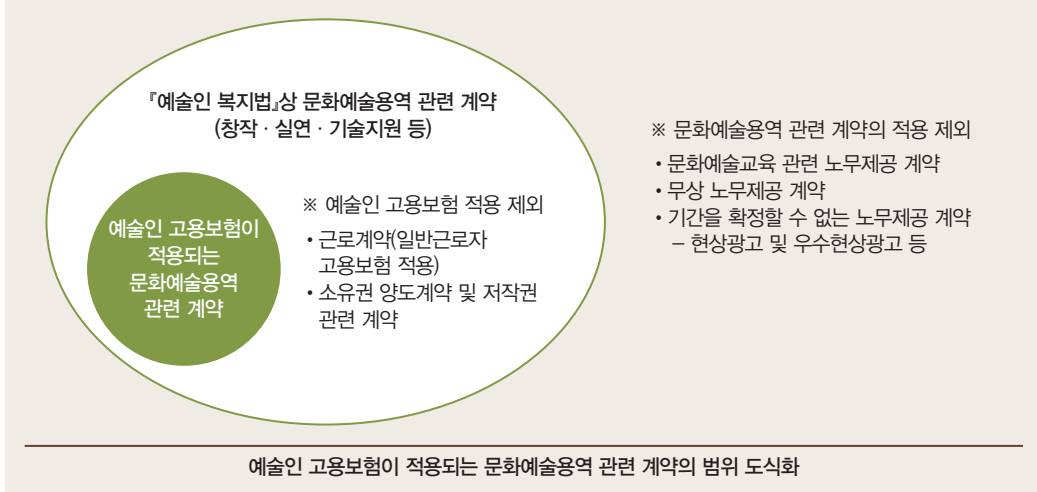 『예술인 복지법』상 문화예술용역 관련 계약
(창작 · 실연 · 기술지원 등)
예술인 고용보험이
적용되는
문화예술용역
관련 계약
※ 예술인 고용보험 적용 제외
• 근로계약(일반근로자
고용보험 적용)
• 소유권 양도계약 및 저작권
관련 계약
※ 문화예술용역 관련 계약의 적용 제외
• 문화예술교육 관련 노무제공 계약
• 무상 노무제공 계약
• 기간을 확정할 수 없는 노무제공 계약
– 현상광고 및 우수현상광고 등
예술인 고용보험이 적용되는 문화예술용역 관련 계약의 범위 도식화